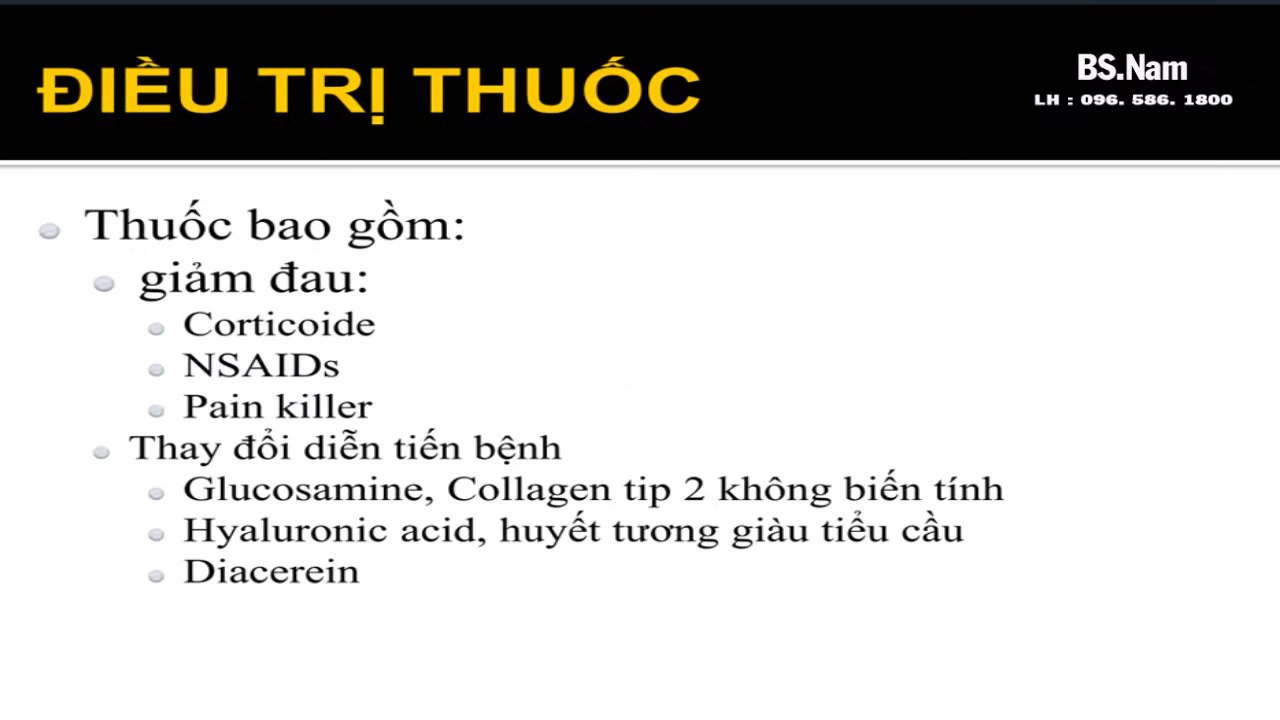 ĐIỀU TRỊ THUỐC
BS.Nam
LH : 096. 586. 1800
Thuốc bao gồm:
giảm đau:
Corticoide
NSAIDs
Pain killer
Thay đổi diễn tiến bệnh
Glucosamine, Collagen tip 2 không biến tính
Hyaluronic acid, huyết tương giàu tiểu cầu
Diacerein